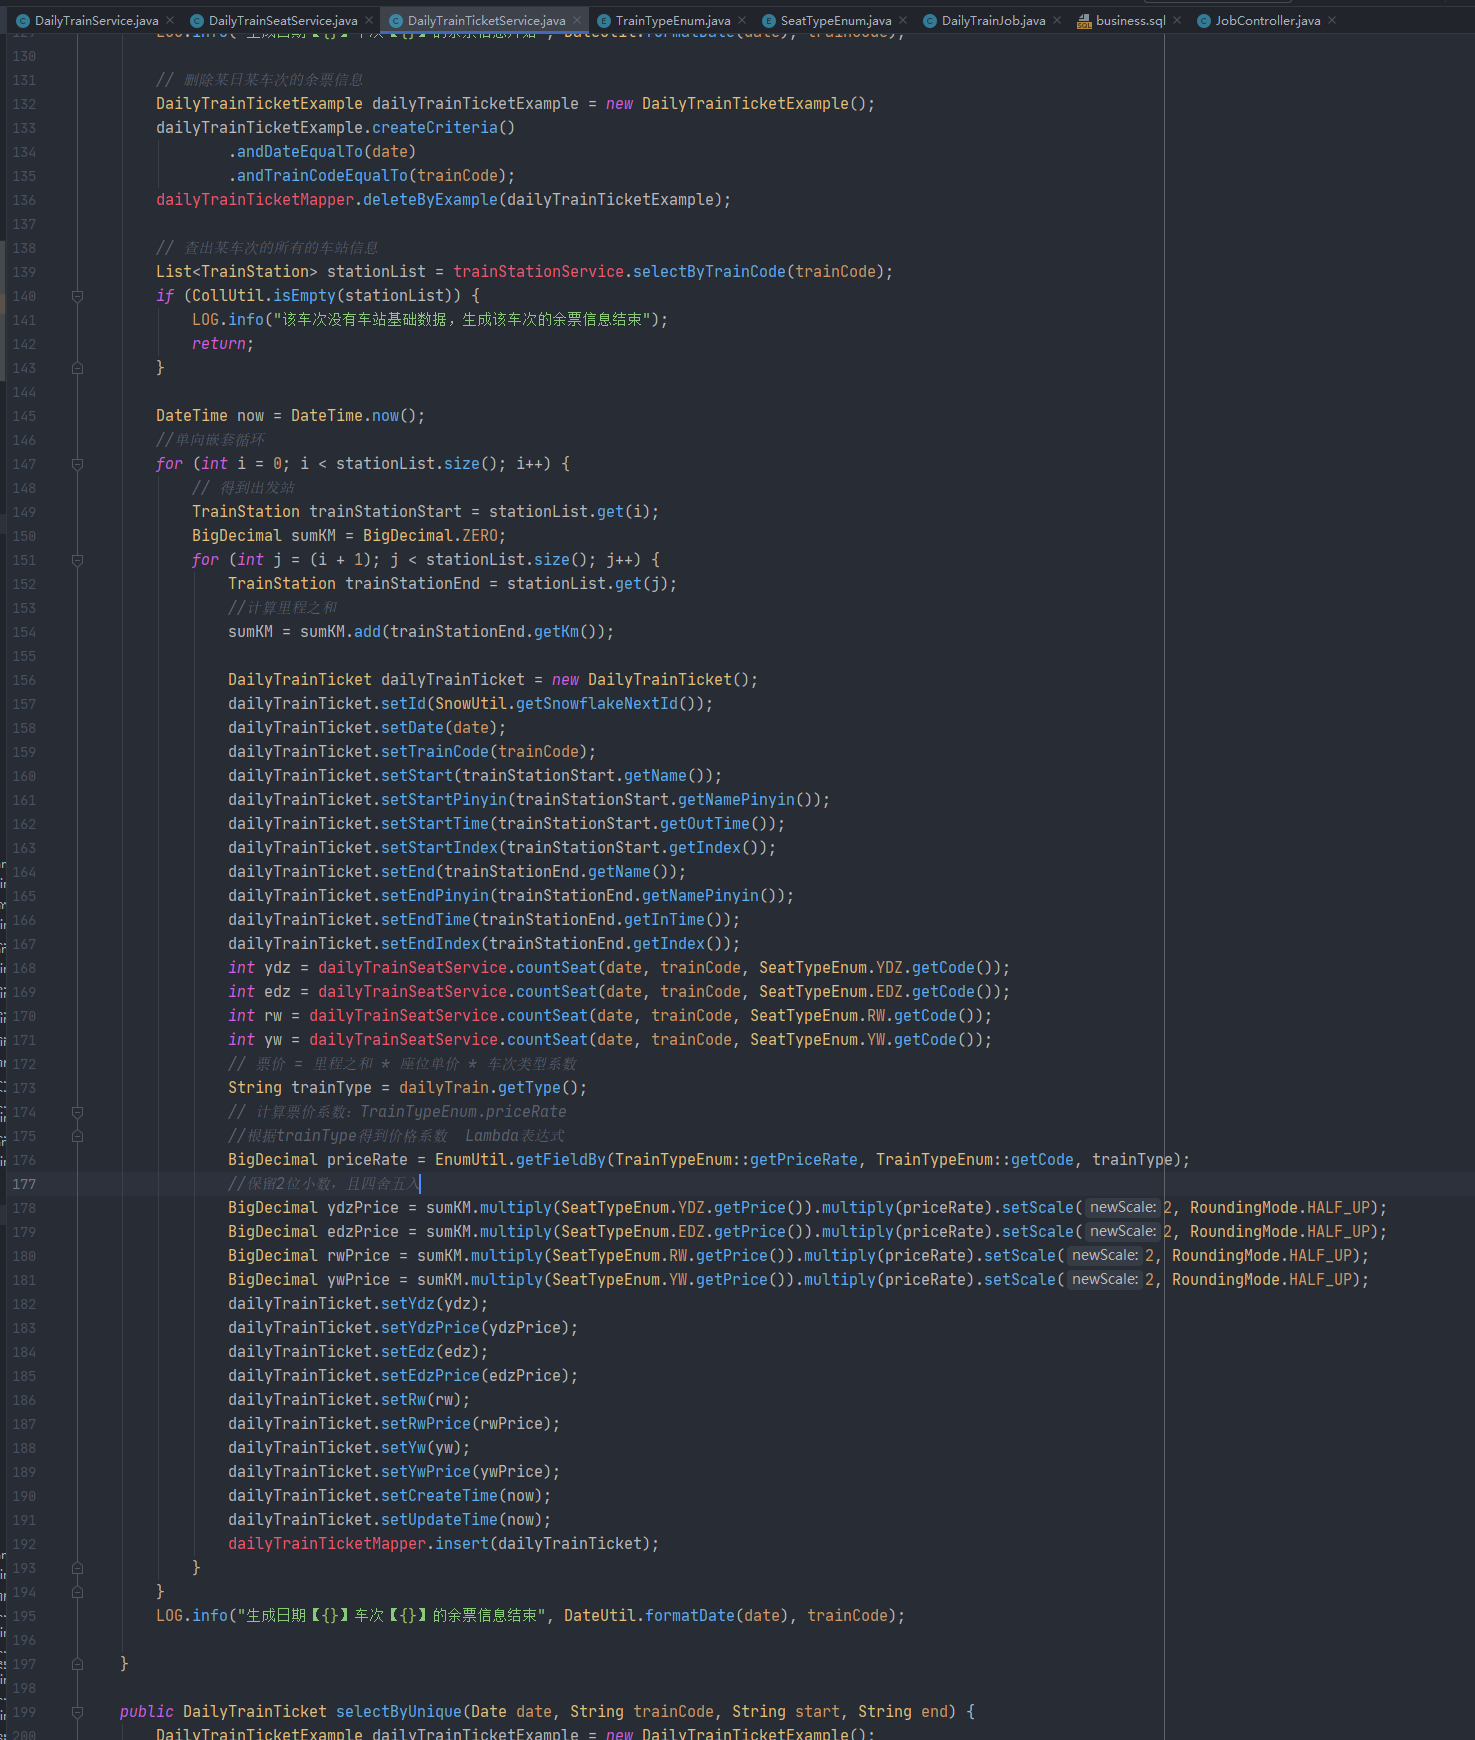 DailyTrainService.java DailyTrainSeatService.java DailyTrainTicketService.java TrainTypeEnum.java SeatTypeEnum.java DailyTrainJob.java business.sql JobController.java
129 LOG.info("生成日期【{}】车次【{}】的余票信息开始", DateUtil.formatDate(date), trainCode);
130
131 // 删除某日某车次的余票信息
132 DailyTrainTicketExample dailyTrainTicketExample = new DailyTrainTicketExample();
133 dailyTrainTicketExample.createCriteria()
134 .andDateEqualTo(date)
135 .andTrainCodeEqualTo(trainCode);
136 dailyTrainTicketMapper.deleteByExample(dailyTrainTicketExample);
137
138 // 查出某车次的所有的车站信息
139 List<TrainStation> stationList = trainStationService.selectByTrainCode(trainCode);
140 if (CollUtil.isEmpty(stationList)) {
141 LOG.info("该车次没有车站基础数据，生成该车次的余票信息结束");
142 return;
143 }
144
145 DateTime now = DateTime.now();
146 //单向嵌套循环
147 for (int i = 0; i < stationList.size(); i++) {
148 // 得到出发站
149 TrainStation trainStationStart = stationList.get(i);
150 BigDecimal sumKM = BigDecimal.ZERO;
151 for (int j = (i + 1); j < stationList.size(); j++) {
152 TrainStation trainStationEnd = stationList.get(j);
153 //计算里程之和
154 sumKM = sumKM.add(trainStationEnd.getKm());
155
156 DailyTrainTicket dailyTrainTicket = new DailyTrainTicket();
157 dailyTrainTicket.setId(SnowUtil.getSnowflakeNextId());
158 dailyTrainTicket.setDate(date);
159 dailyTrainTicket.setTrainCode(trainCode);
160 dailyTrainTicket.setStart(trainStationStart.getName());
161 dailyTrainTicket.setStartPinyin(trainStationStart.getNamePinyin());
162 dailyTrainTicket.setStartTime(trainStationStart.getOutTime());
163 dailyTrainTicket.setStartIndex(trainStationStart.getIndex());
164 dailyTrainTicket.setEnd(trainStationEnd.getName());
165 dailyTrainTicket.setEndPinyin(trainStationEnd.getNamePinyin());
166 dailyTrainTicket.setEndTime(trainStationEnd.getInTime());
167 dailyTrainTicket.setEndIndex(trainStationEnd.getIndex());
168 int ydz = dailyTrainSeatService.countSeat(date, trainCode, SeatTypeEnum.YDZ.getCode());
169 int edz = dailyTrainSeatService.countSeat(date, trainCode, SeatTypeEnum.EDZ.getCode());
170 int rw = dailyTrainSeatService.countSeat(date, trainCode, SeatTypeEnum.RW.getCode());
171 int yw = dailyTrainSeatService.countSeat(date, trainCode, SeatTypeEnum.YW.getCode());
172 // 票价 = 里程之和 * 座位单价 * 车次类型系数
173 String trainType = dailyTrain.getType();
174 // 计算票价系数：TrainTypeEnum.priceRate
175 //根据trainType得到价格系数  Lambda表达式
176 BigDecimal priceRate = EnumUtil.getFieldBy(TrainTypeEnum::getPriceRate, TrainTypeEnum::getCode, trainType);
177 //保留2位小数，且四舍五入
178 BigDecimal ydzPrice = sumKM.multiply(SeatTypeEnum.YDZ.getPrice()).multiply(priceRate).setScale( newScale: 2, RoundingMode.HALF_UP);
179 BigDecimal edzPrice = sumKM.multiply(SeatTypeEnum.EDZ.getPrice()).multiply(priceRate).setScale( newScale: 2, RoundingMode.HALF_UP);
180 BigDecimal rwPrice = sumKM.multiply(SeatTypeEnum.RW.getPrice()).multiply(priceRate).setScale( newScale: 2, RoundingMode.HALF_UP);
181 BigDecimal ywPrice = sumKM.multiply(SeatTypeEnum.YW.getPrice()).multiply(priceRate).setScale( newScale: 2, RoundingMode.HALF_UP);
182 dailyTrainTicket.setYdz(ydz);
183 dailyTrainTicket.setYdzPrice(ydzPrice);
184 dailyTrainTicket.setEdz(edz);
185 dailyTrainTicket.setEdzPrice(edzPrice);
186 dailyTrainTicket.setRw(rw);
187 dailyTrainTicket.setRwPrice(rwPrice);
188 dailyTrainTicket.setYw(yw);
189 dailyTrainTicket.setYwPrice(ywPrice);
190 dailyTrainTicket.setCreateTime(now);
191 dailyTrainTicket.setUpdateTime(now);
192 dailyTrainTicketMapper.insert(dailyTrainTicket);
193 }
194 }
195 LOG.info("生成日期【{}】车次【{}】的余票信息结束", DateUtil.formatDate(date), trainCode);
196
197 }
198
199 public DailyTrainTicket selectByUnique(Date date, String trainCode, String start, String end) {
200 DailyTrainTicketExample dailyTrainTicketExample = new DailyTrainTicketExample();